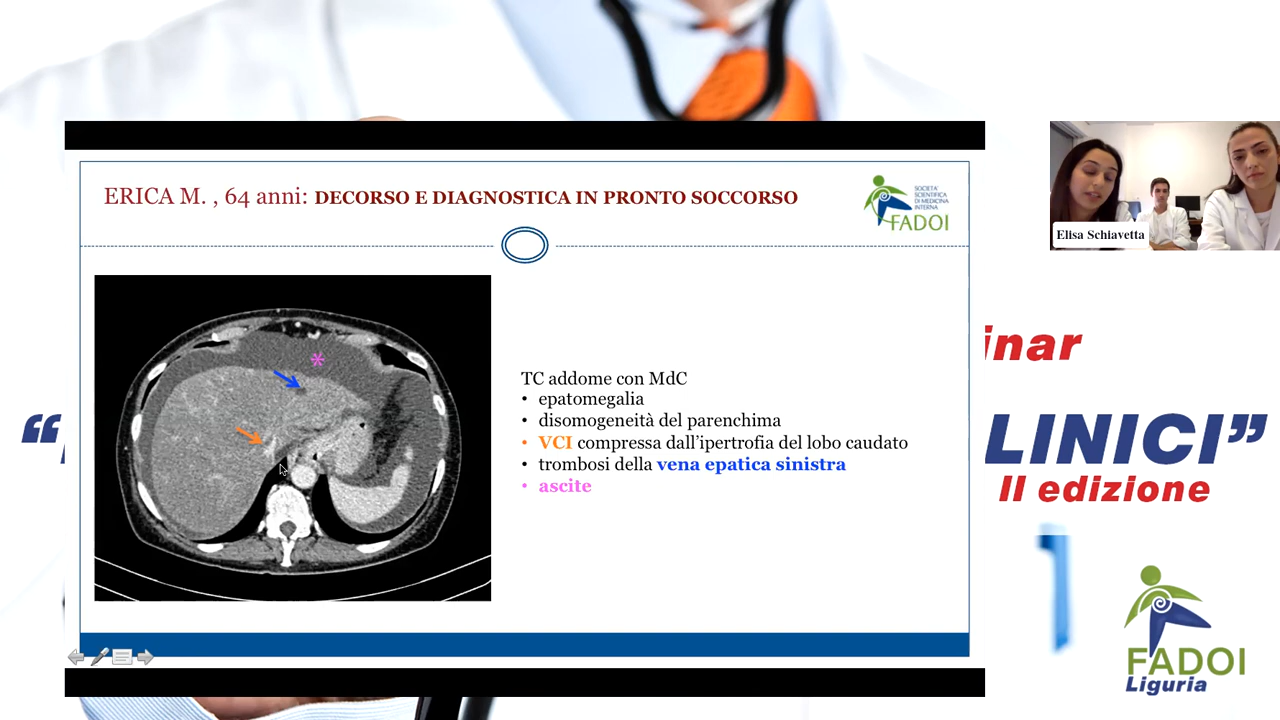 ERICA M. , 64 anni: DECORSO E DIAGNOSTICA IN PRONTO SOCCORSO
SOCIETA'
SCIENTIFICA
DI MEDICINA
INTERNA
FADOI
*
TC addome con MdC
• epatomegalia
• disomogeneità del parenchima
• VCI compressa dall'ipertrofia del lobo caudato
• trombosi della vena epatica sinistra
• ascite
Elisa Schiavetta
inar
“
LINICI”
II edizione
FADOI
Liguria